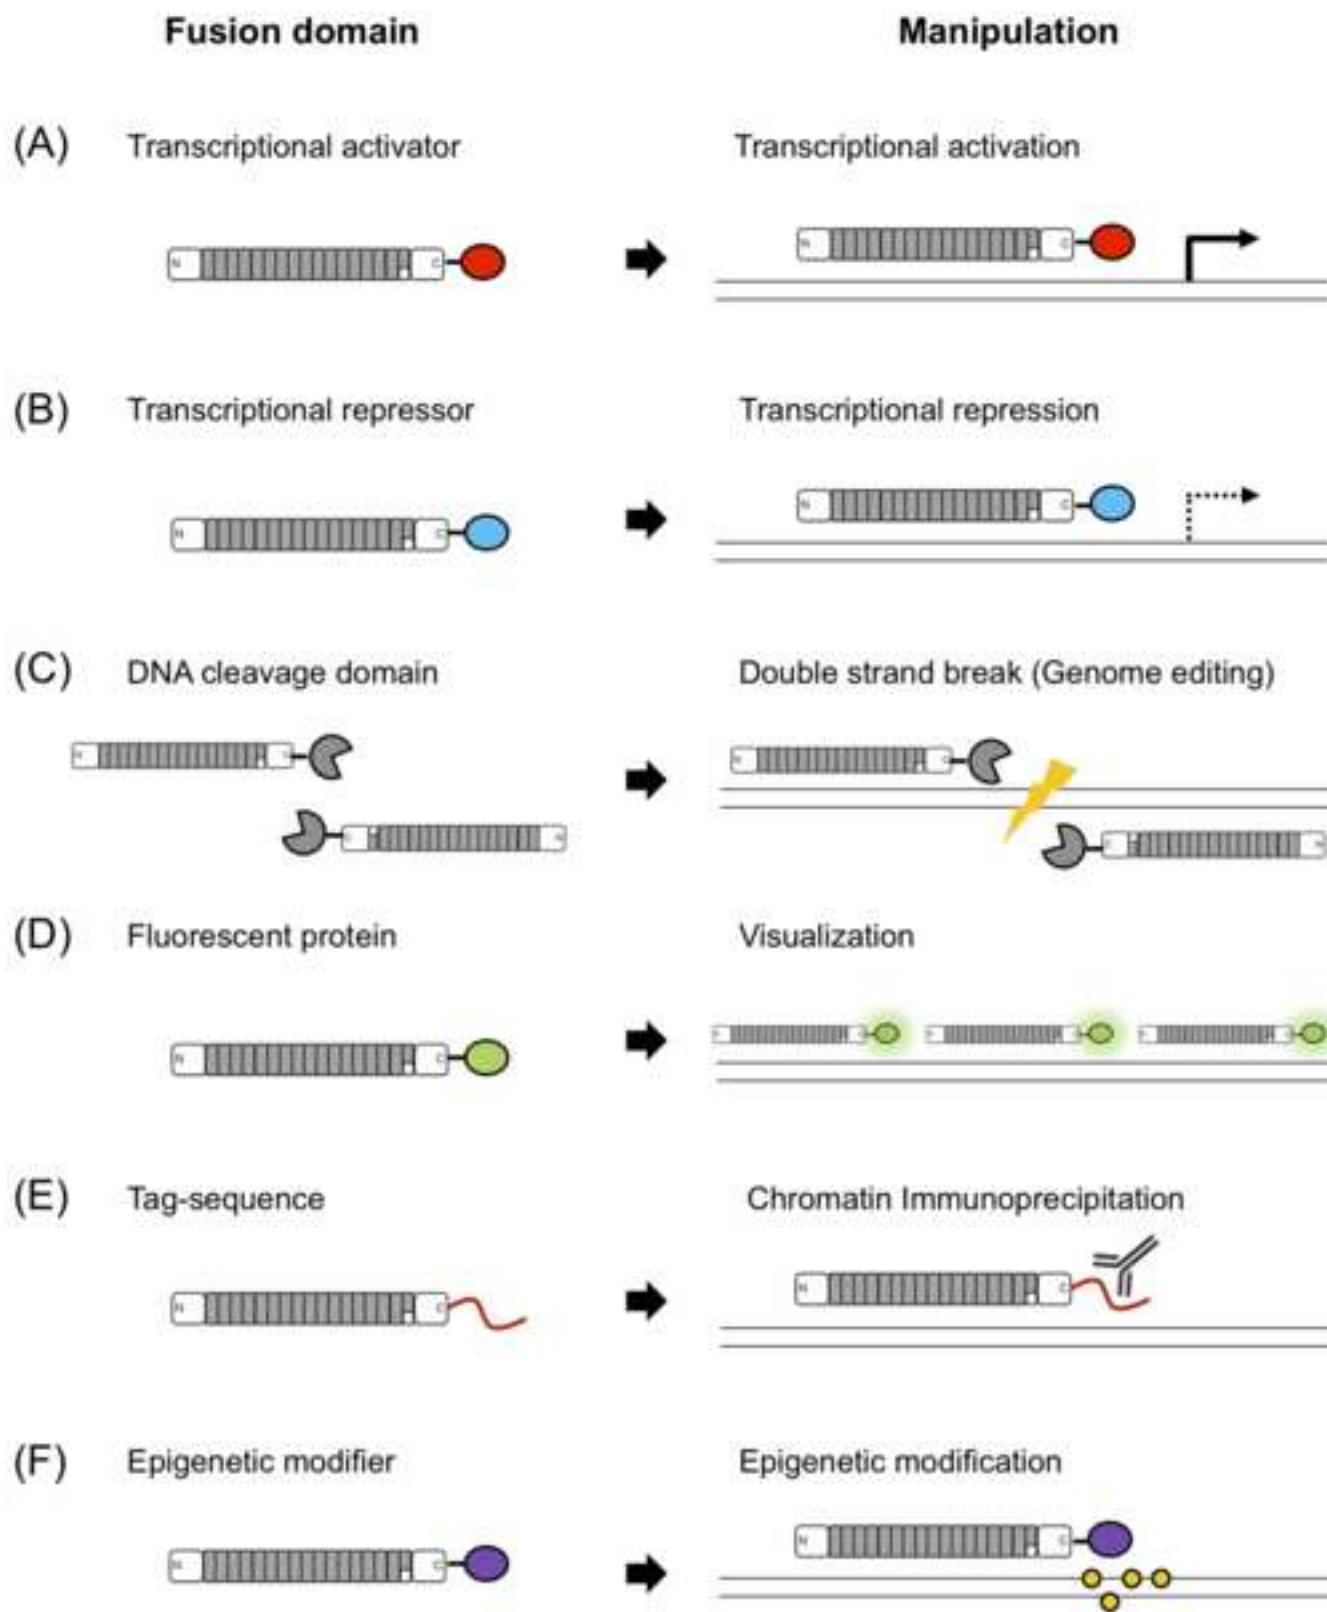 Fusion domain Manipulation
(A) Transcriptional activator Transcriptional activation
N C N C
(B) Transcriptional repressor Transcriptional repression
N C N C
(C) DNA cleavage domain Double strand break (Genome editing)
(D) Fluorescent protein Visualization
N C
(E) Tag-sequence Chromatin Immunoprecipitation
N C N C
(F) Epigenetic modifier Epigenetic modification
N C N C